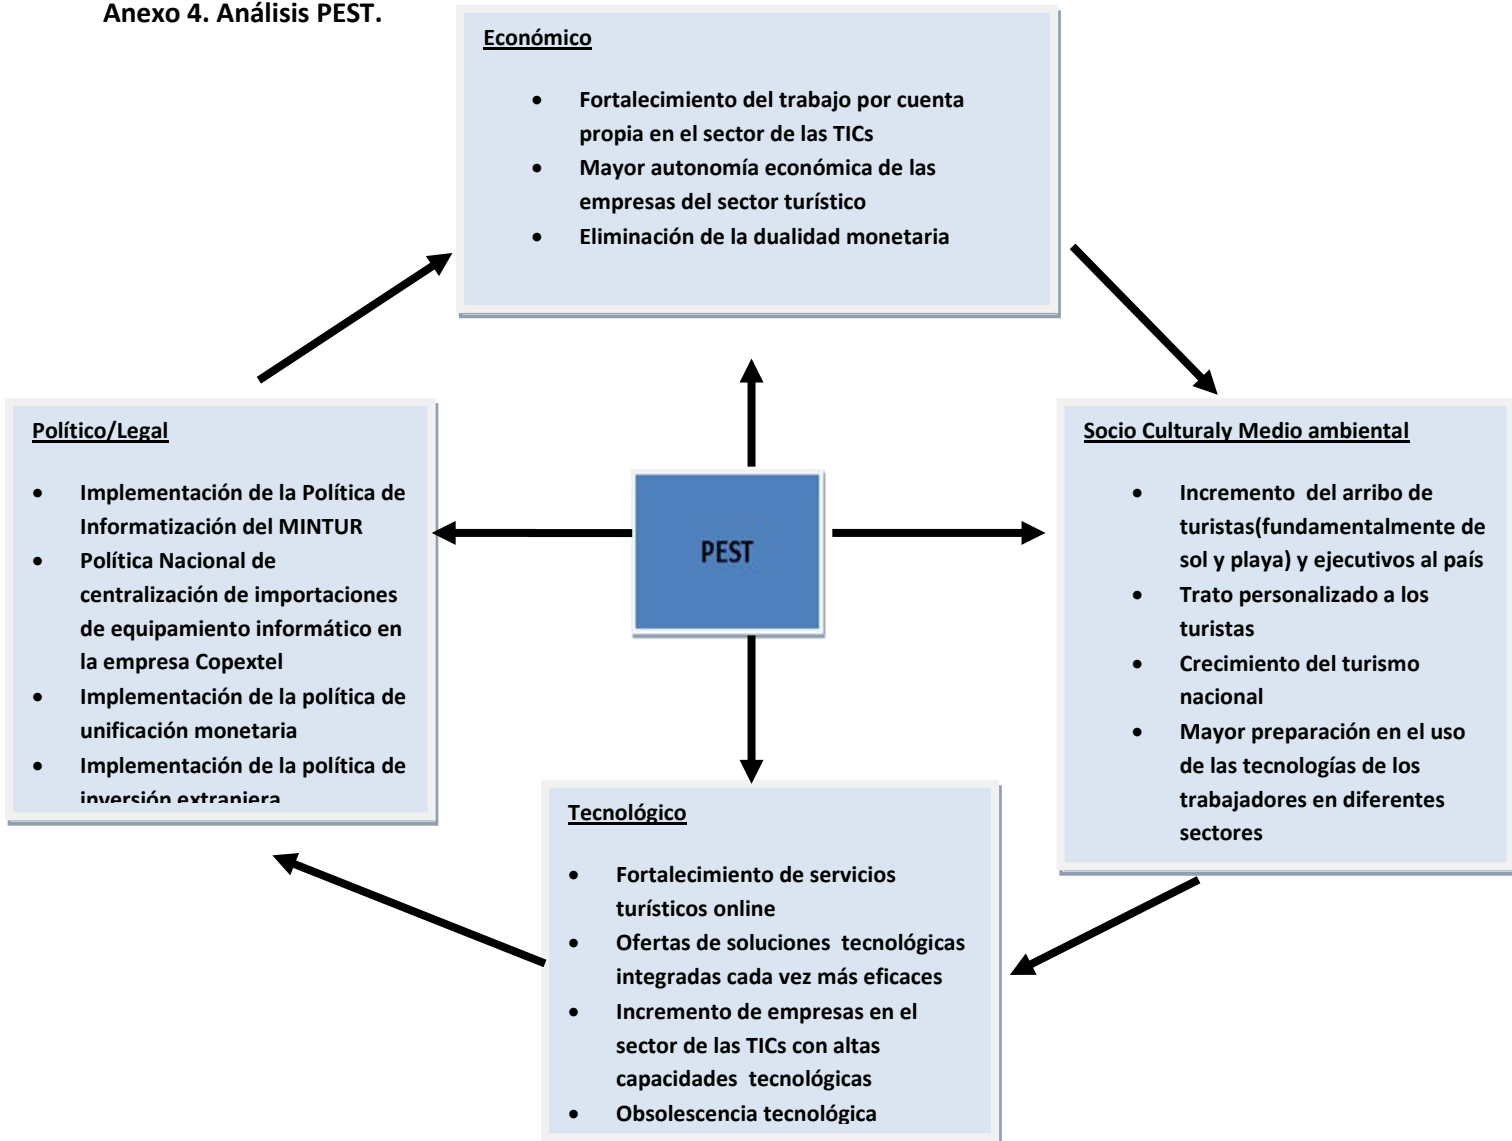 Anexo 4. Análisis PEST.
Económico
• Fortalecimiento del trabajo por cuenta
propia en el sector de las TICs
• Mayor autonomía económica de las
empresas del sector turístico
• Eliminación de la dualidad monetaria
Político/Legal
• Implementación de la Política de
Informatización del MINTUR
• Política Nacional de
centralización de importaciones
de equipamiento informático en
la empresa Copextel
• Implementación de la política de
unificación monetaria
• Implementación de la política de
inversión extranjera
PEST
Socio Culturaly Medio ambiental
• Incremento  del arribo de
turistas(fundamentalmente de
sol y playa) y ejecutivos al país
• Trato personalizado a los
turistas
• Crecimiento del turismo
nacional
• Mayor preparación en el uso
de las tecnologías de los
trabajadores en diferentes
sectores
Tecnológico
• Fortalecimiento de servicios
turísticos online
• Ofertas de soluciones  tecnológicas
integradas cada vez más eficaces
• Incremento de empresas en el
sector de las TICs con altas
capacidades  tecnológicas
• Obsolescencia tecnológica